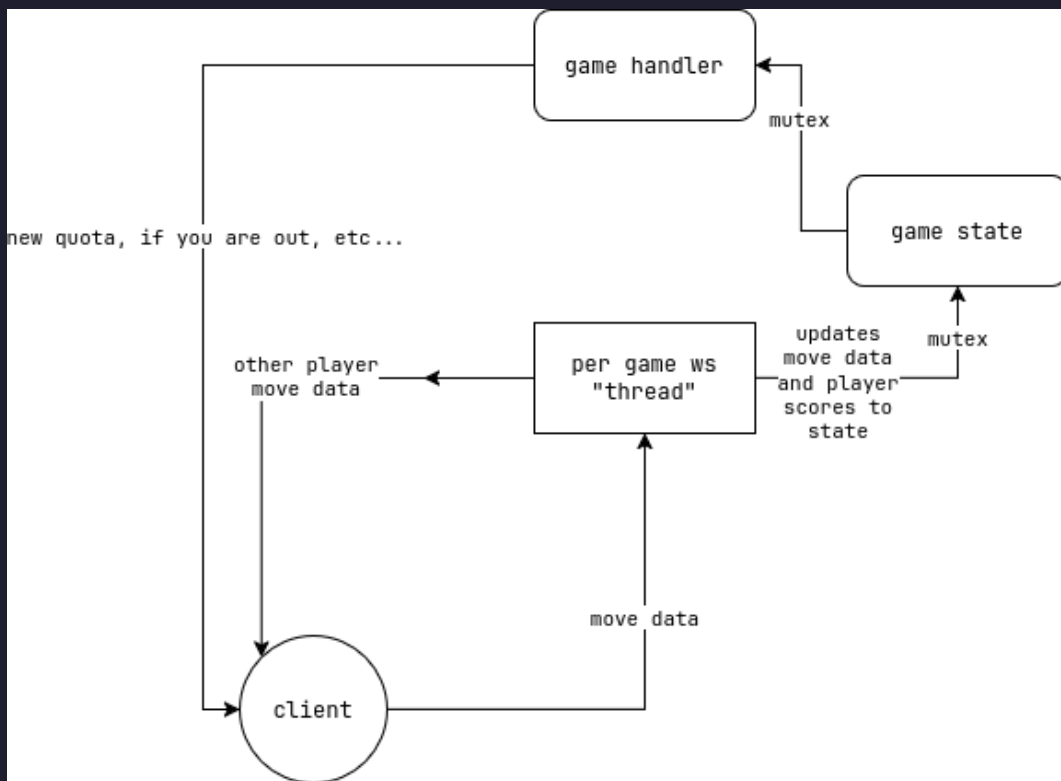 game handler
mutex
game state
new quota, if you are out, etc...
updates
move data
and player
scores to
state
mutex
per game ws
"thread"
other player
move data
move data
client